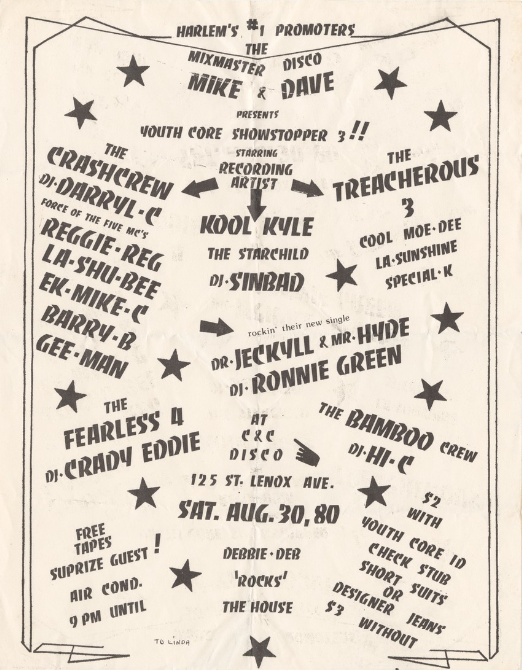 HARLEM'S #1 PROMOTERS
THE
MIXMASTER DISCO
MIKE & DAVE
PRESENTS
YOUTH CORE SHOWSTOPPER 3!!
STARRING
RECORDING
ARTIST
THE
CRASHCREW
DJ·DARRYL·C
FORCE OF THE FIVE MC'S
REGGIE·REG
LA·SHU·BEE
EK·MIKE·C
BARRY·B
GEE·MAN
KOOL KYLE
THE STARCHILD
DJ·SINBAD
THE
TREACHEROUS
3
COOL MOE·DEE
LA·SUNSHINE
SPECIAL·K
rockin' their new single
DR·JECKYLL & MR·HYDE
DJ·RONNIE GREEN
THE
FEARLESS 4
DJ·CRADY EDDIE
AT
C&C
DISCO
THE BAMBOO CREW
DJ·HI·C
125 ST. LENOX AVE.
SAT. AUG. 30, 80
FREE
TAPES
SUPRIZE GUEST!
AIR COND.
9 PM UNTIL
DEBBIE·DEB
'ROCKS'
THE HOUSE
$2
WITH
YOUTH CORE ID
CHECK STUB
SHORT SUITS
OR
DESIGNER JEANS
$3 WITHOUT
TO LINDA